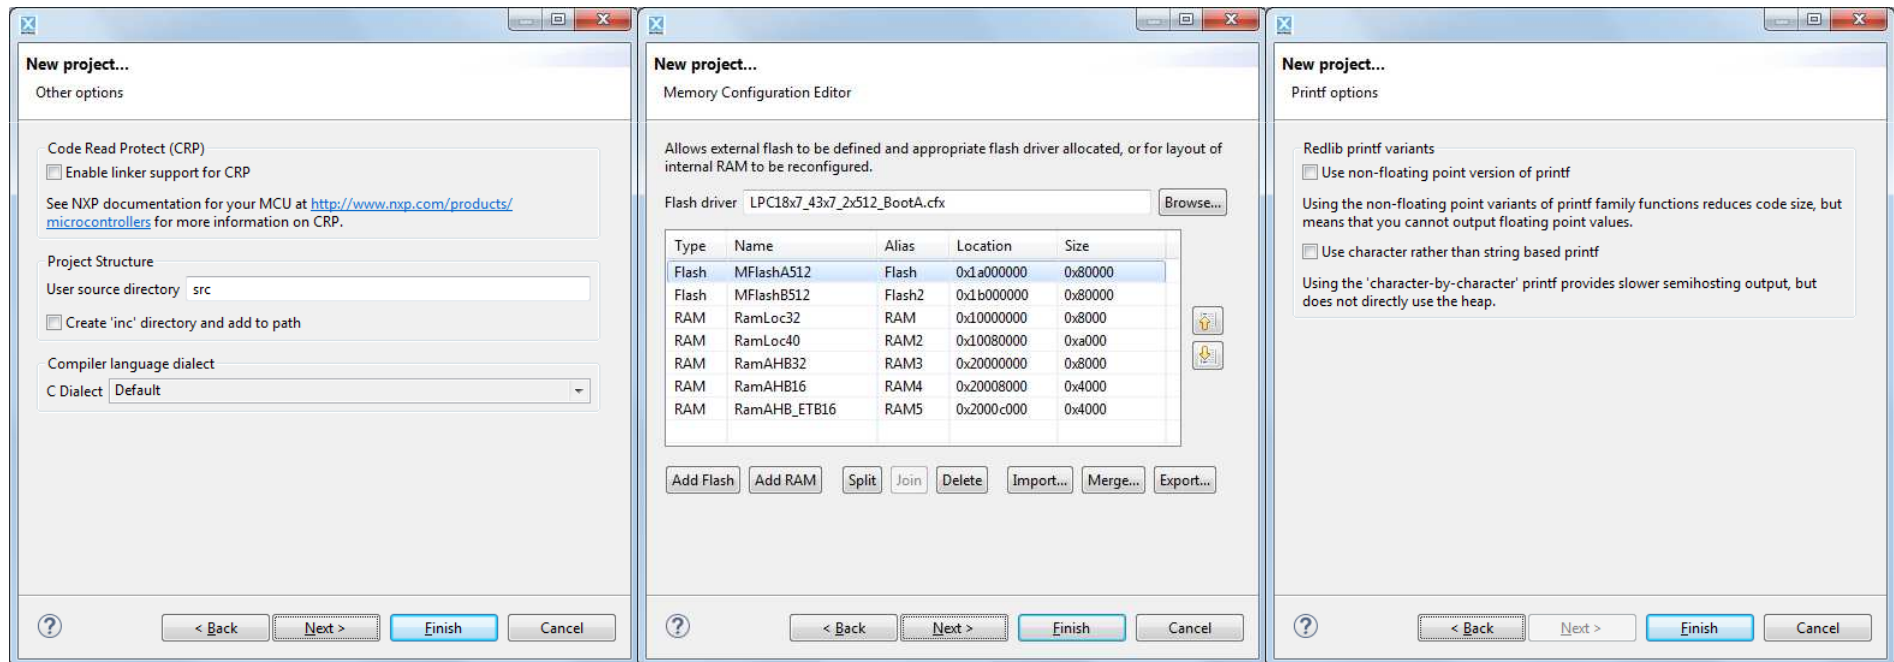 New project...
Other options
Code Read Protect (CRP)
Enable linker support for CRP
See NXP documentation for your MCU at http://www.nxp.com/products/
microcontrollers for more information on CRP.
Project Structure
User source directory src
Create 'inc' directory and add to path
Compiler language dialect
C Dialect Default
< Back Next > Finish Cancel
New project...
Memory Configuration Editor
Allows external flash to be defined and appropriate flash driver allocated, or for layout of
internal RAM to be reconfigured.
Flash driver LPC18x7_43x7_2x512_BootA.cfx Browse...
Type Name Alias Location Size
Flash MFlashA512 Flash 0x1a000000 0x80000
Flash MFlashB512 Flash2 0x1b000000 0x80000
RAM RamLoc32 RAM 0x10000000 0x8000
RAM RamLoc40 RAM2 0x10080000 0xa000
RAM RamAHB32 RAM3 0x20000000 0x8000
RAM RamAHB16 RAM4 0x20008000 0x4000
RAM RamAHB_ETB16 RAM5 0x2000c000 0x4000
Add Flash Add RAM Split Join Delete Import... Merge... Export...
< Back Next > Finish Cancel
New project...
Printf options
Redlib printf variants
Use non-floating point version of printf
Using the non-floating point variants of printf family functions reduces code size, but
means that you cannot output floating point values.
Use character rather than string based printf
Using the 'character-by-character' printf provides slower semihosting output, but
does not directly use the heap.
< Back Next > Finish Cancel